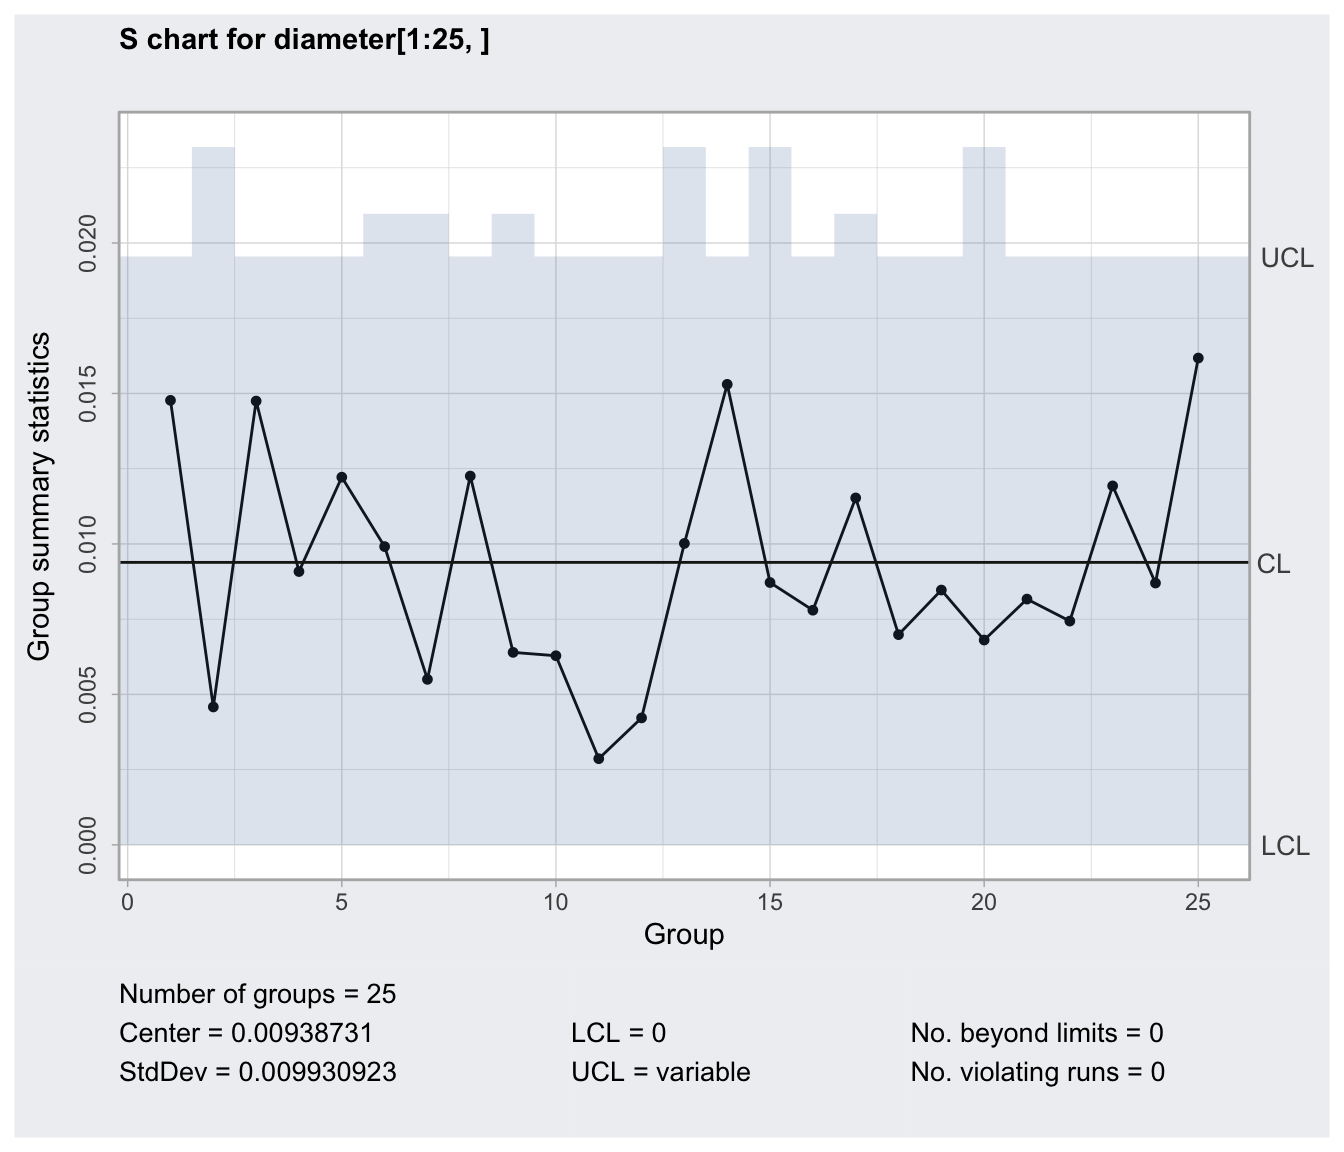 S chart for diameter[1:25, ]
Group summary statistics
0.020
0.015
0.010
0.005
0.000
UCL
CL
LCL
0 5 10 15 20 25
Group
Number of groups = 25
Center = 0.00938731 LCL = 0 No. beyond limits = 0
StdDev = 0.009930923 UCL = variable No. violating runs = 0